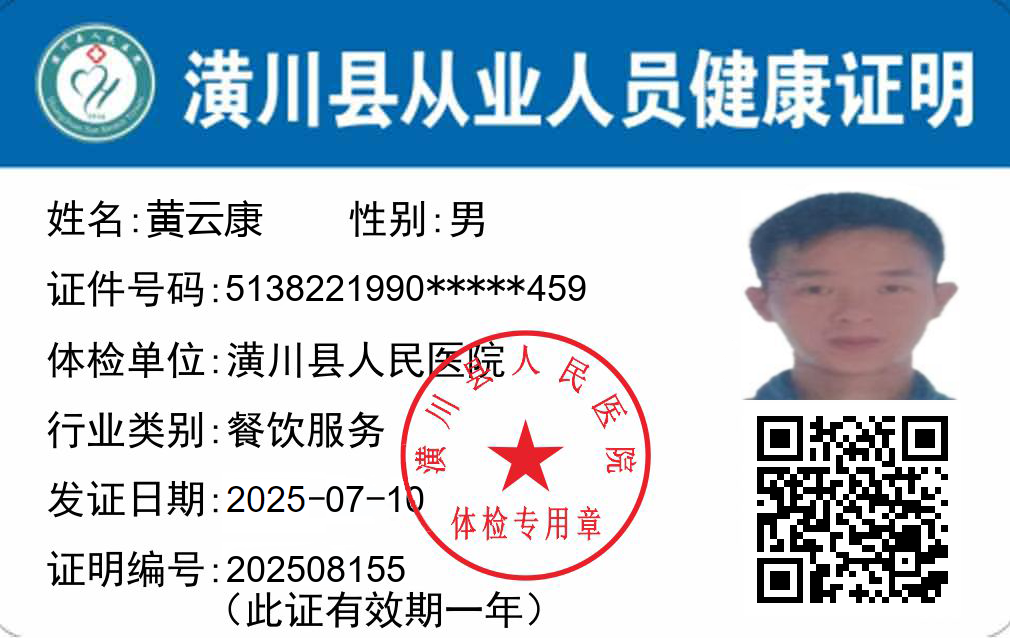 潢川县从业人员健康证明
姓名:黄云康 性别:男
证件号码:5138221990*****459
体检单位:潢川县人民医院
行业类别:餐饮服务
发证日期:2025-07-10
证明编号:202508155
（此证有效期一年）
潢川县人民医院
体检专用章